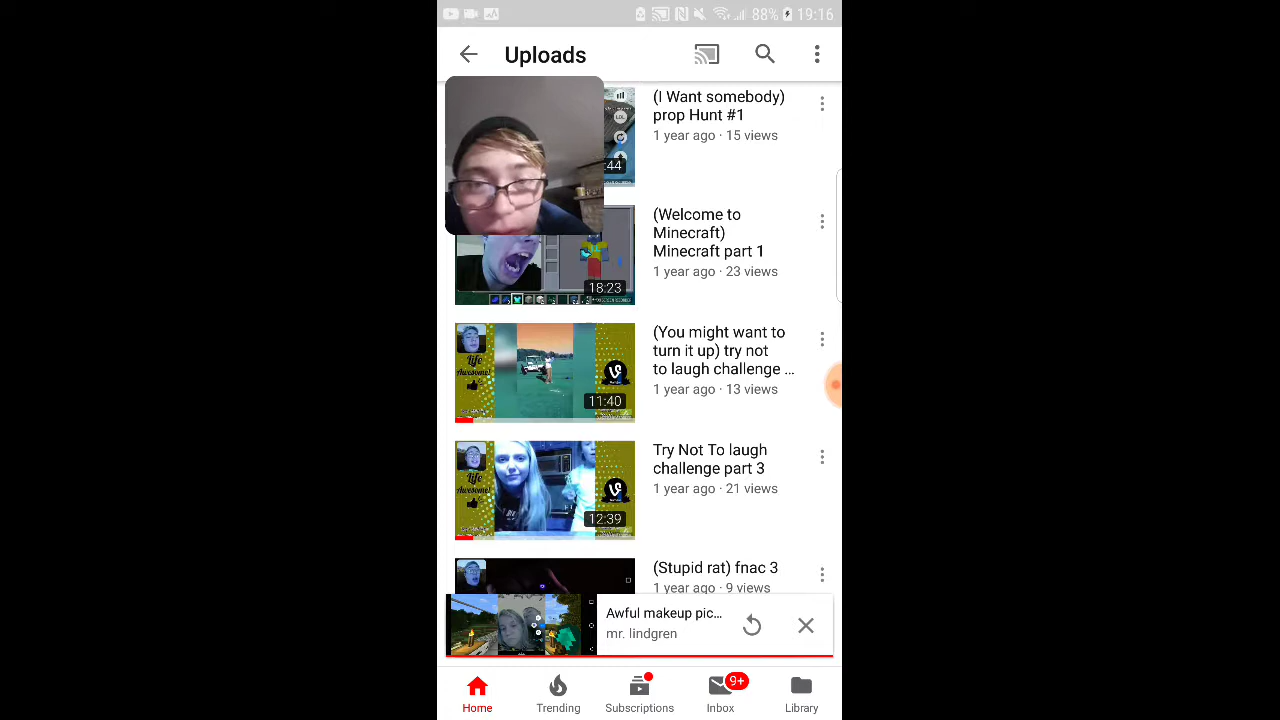 88% 19:16
Uploads
(I Want somebody)
prop Hunt #1
1 year ago · 15 views
LOL
:44
(Welcome to
Minecraft)
Minecraft part 1
1 year ago · 23 views
18:23
(You might want to
turn it up) try not
to laugh challenge ...
1 year ago · 13 views
Life
Awesome!
11:40
Try Not To laugh
challenge part 3
1 year ago · 21 views
Life
Awesome!
12:39
(Stupid rat) fnac 3
1 year ago · 9 views
Awful makeup pic...
mr. lindgren
9+
Home Trending Subscriptions Inbox Library